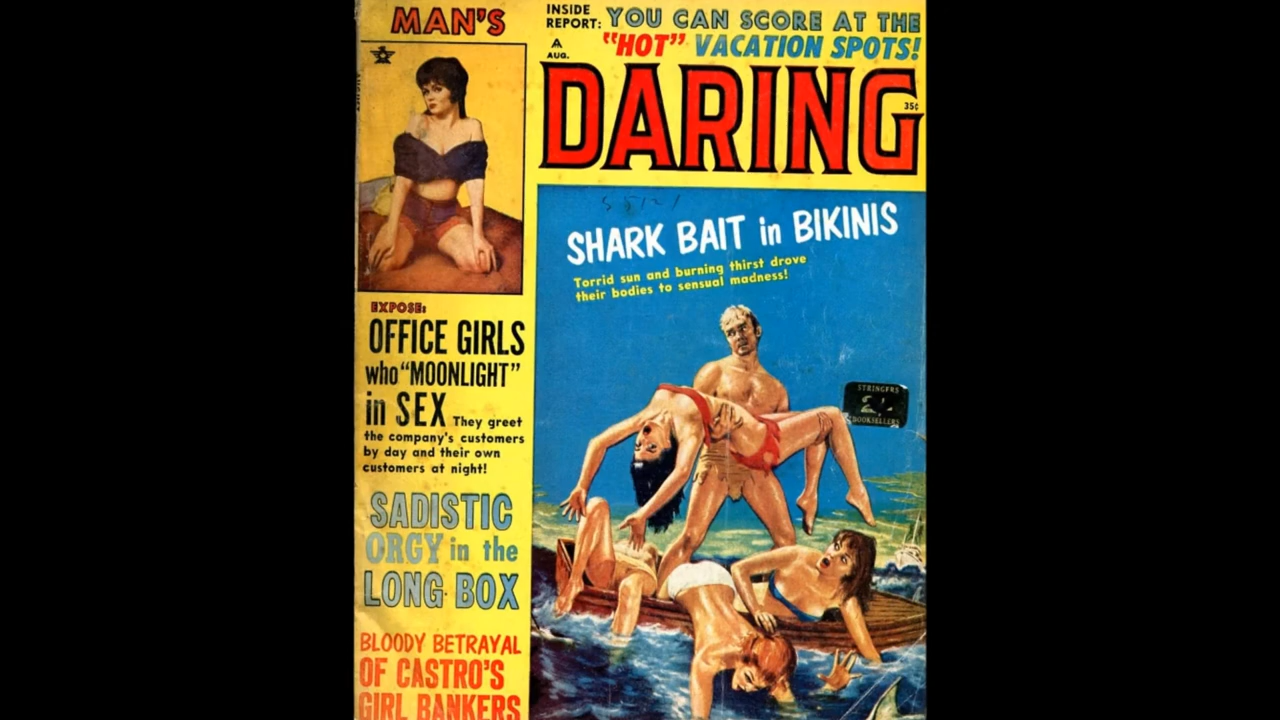 MAN'S
INSIDE
REPORT:
YOU CAN SCORE AT THE
"HOT" VACATION SPOTS!
A
AUG.
DARING
35¢
SHARK BAIT in BIKINIS
Torrid sun and burning thirst drove
their bodies to sensual madness!
EXPOSE:
OFFICE GIRLS
who "MOONLIGHT"
in SEX They greet
the company's customers
by day and their own
customers at night!
SADISTIC
ORGY in the
LONG BOX
BLOODY BETRAYAL
OF CASTRO'S
GIRL BANKERS
STRINGERS
BOOKSELLERS